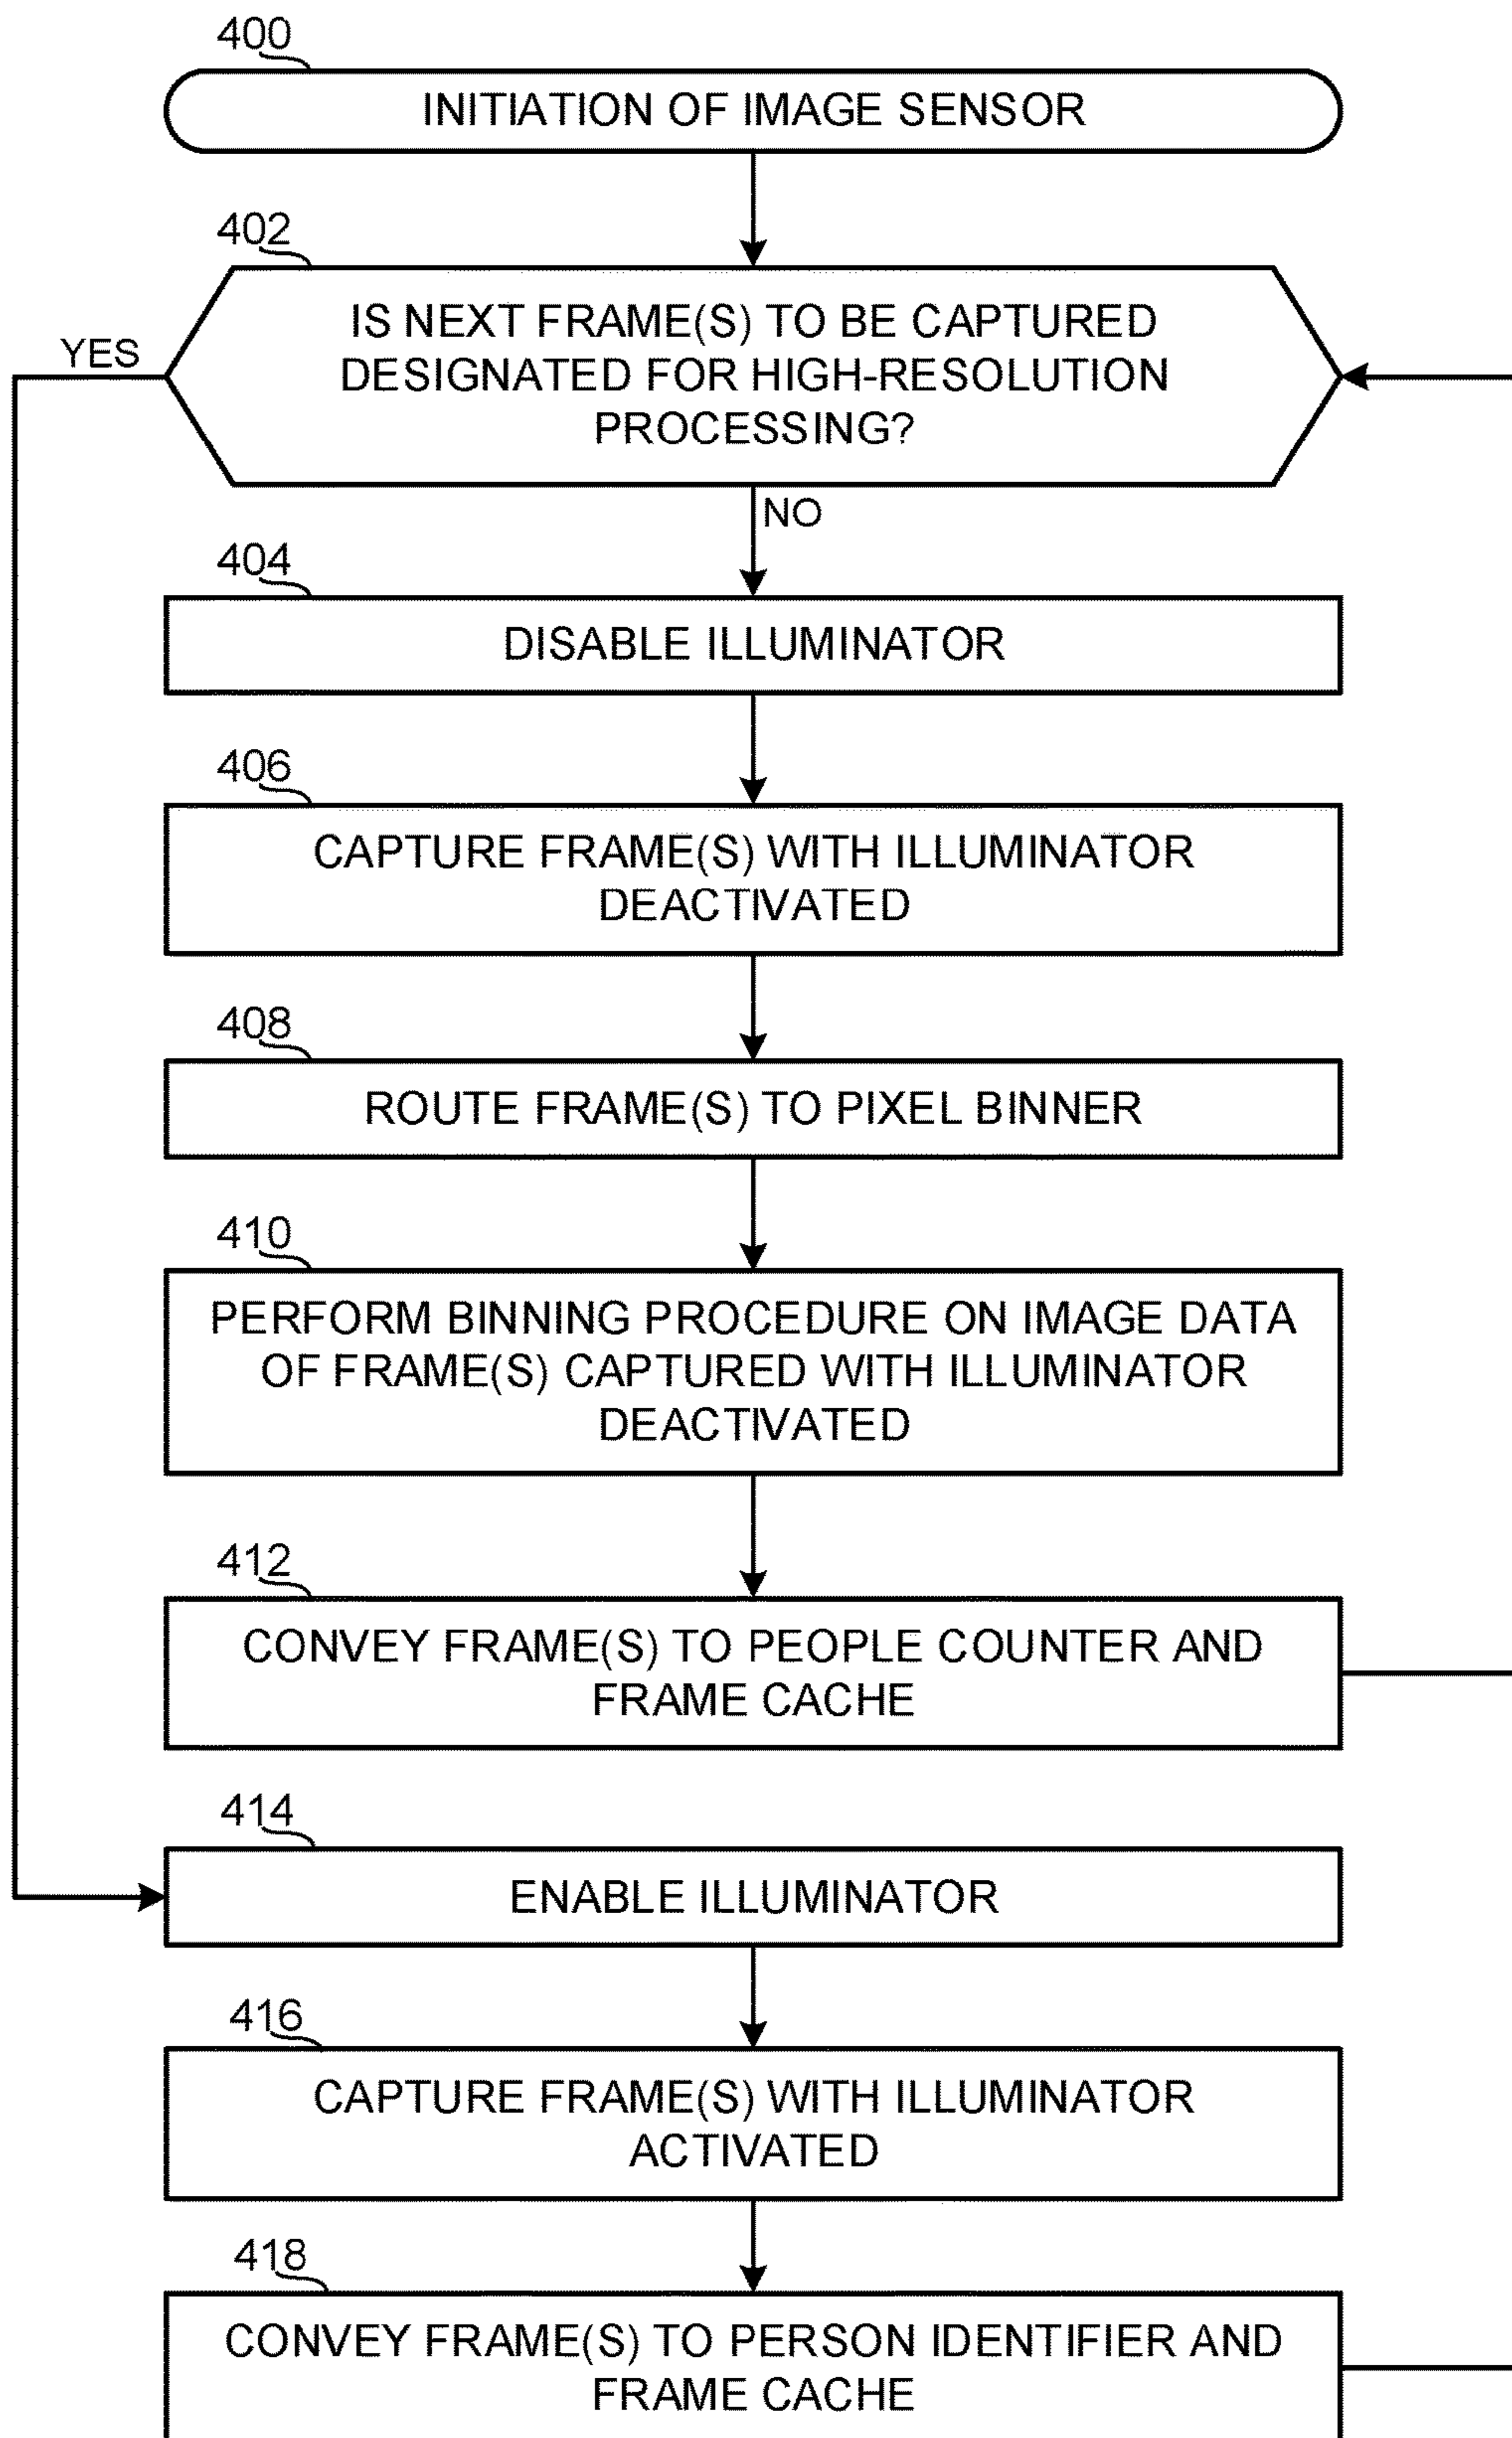 400
INITIATION OF IMAGE SENSOR
402
IS NEXT FRAME(S) TO BE CAPTURED
DESIGNATED FOR HIGH-RESOLUTION
PROCESSING?
YES
NO
404
DISABLE ILLUMINATOR
406
CAPTURE FRAME(S) WITH ILLUMINATOR
DEACTIVATED
408
ROUTE FRAME(S) TO PIXEL BINNER
410
PERFORM BINNING PROCEDURE ON IMAGE DATA
OF FRAME(S) CAPTURED WITH ILLUMINATOR
DEACTIVATED
412
CONVEY FRAME(S) TO PEOPLE COUNTER AND
FRAME CACHE
414
ENABLE ILLUMINATOR
416
CAPTURE FRAME(S) WITH ILLUMINATOR
ACTIVATED
418
CONVEY FRAME(S) TO PERSON IDENTIFIER AND
FRAME CACHE